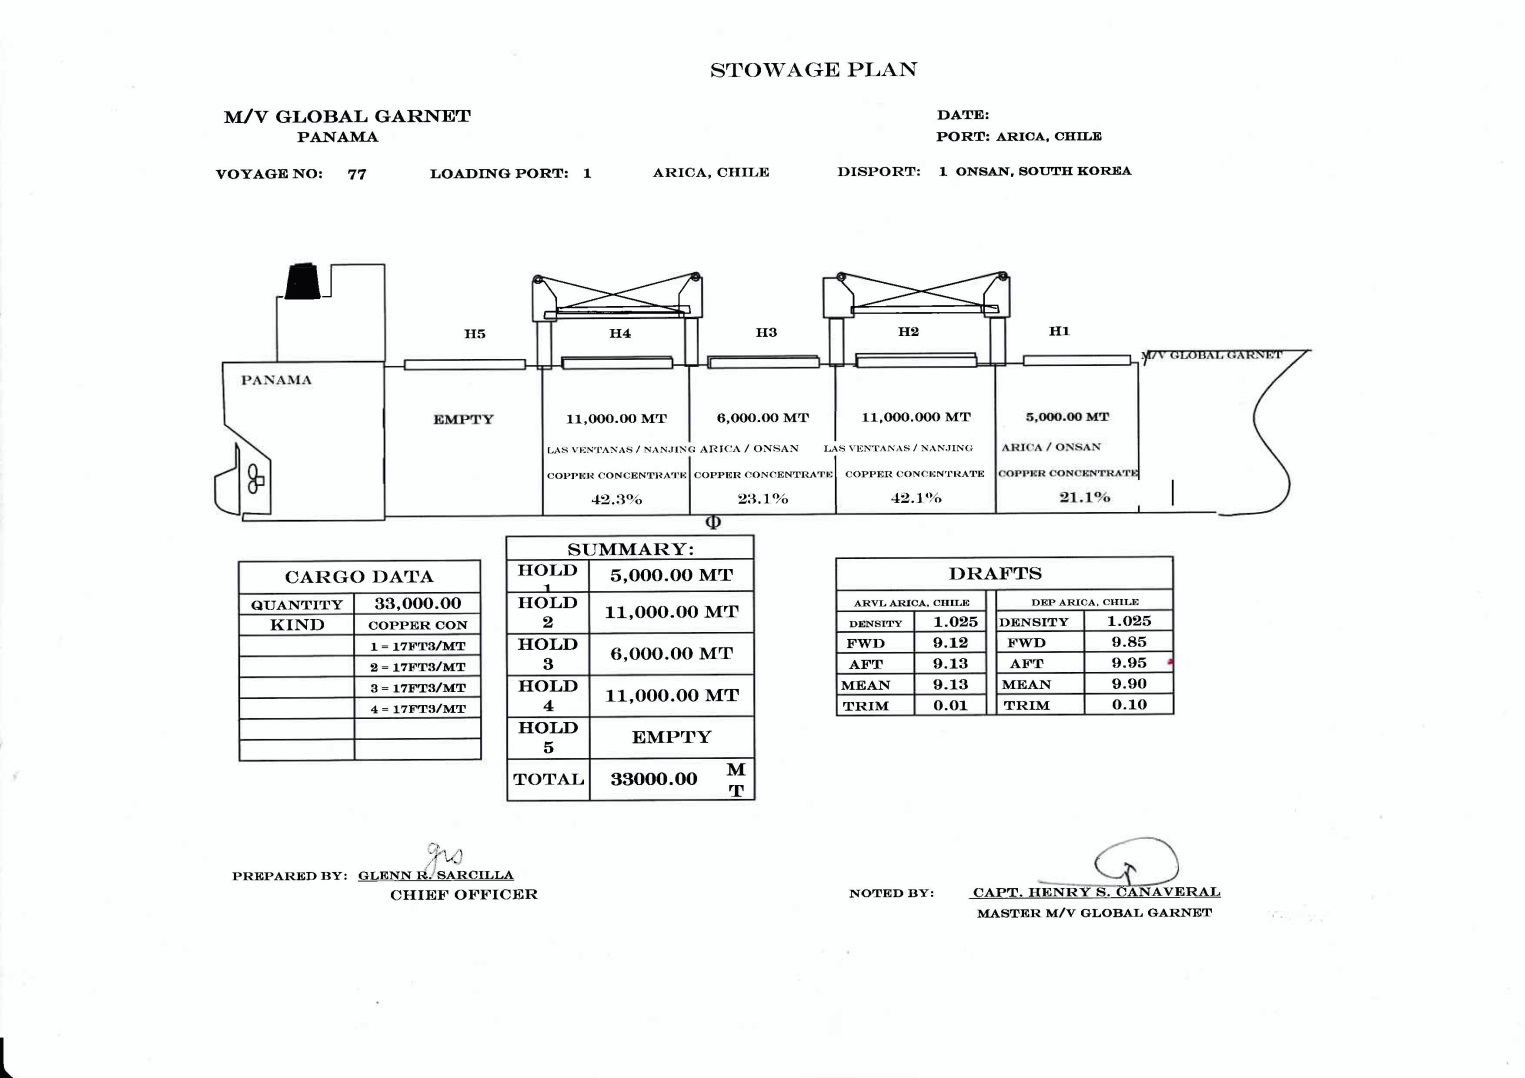 STOWAGE PLAN
M/V GLOBAL GARNET
PANAMA
DATE:
PORT: ARICA, CHILE
VOYAGE NO: 77 LOADING PORT: 1 ARICA, CHILE DISPORT: 1 ONSAN, SOUTH KOREA
H5 H4 H3 H2 H1
M/V GLOBAL GARNET
PANAMA
EMPTY 11,000.00 MT 6,000.00 MT 11,000.000 MT 5,000.00 MT
LAS VENTANAS / NANJING ARICA / ONSAN LAS VENTANAS / NANJING ARICA / ONSAN
COPPER CONCENTRATE COPPER CONCENTRATE COPPER CONCENTRATE COPPER CONCENTRATE
42.3% 23.1% 42.1% 21.1%
Φ
CARGO DATA
QUANTITY 33,000.00
KIND COPPER CON
1 = 17FT3/MT
2 = 17FT3/MT
3 = 17FT3/MT
4 = 17FT3/MT
SUMMARY:
HOLD 1 5,000.00 MT
HOLD 2 11,000.00 MT
HOLD 3 6,000.00 MT
HOLD 4 11,000.00 MT
HOLD 5 EMPTY
TOTAL 33000.00 MT
DRAFTS
ARVL ARICA, CHILE DEP ARICA, CHILE
DENSITY 1.025 DENSITY 1.025
FWD 9.12 FWD 9.85
AFT 9.13 AFT 9.95
MEAN 9.13 MEAN 9.90
TRIM 0.01 TRIM 0.10
grs
PREPARED BY: GLENN R. SARCILLA
CHIEF OFFICER
NOTED BY: CAPT. HENRY S. CANAVERAL
MASTER M/V GLOBAL GARNET